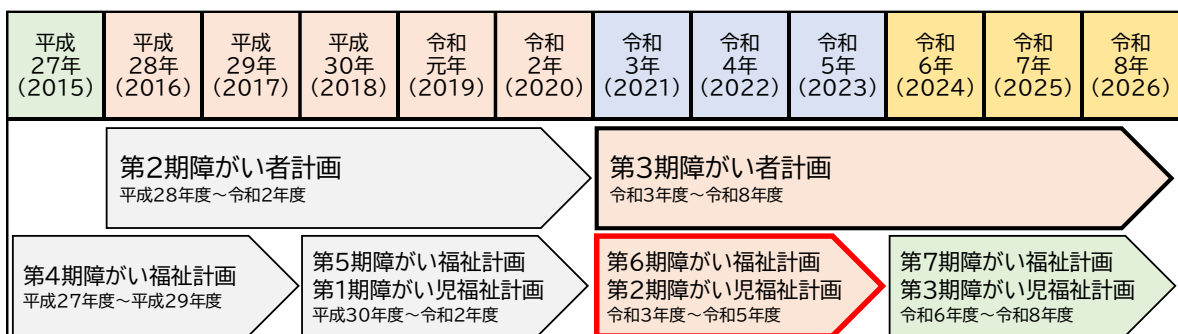 平成
27年
(2015)
平成
28年
(2016)
平成
29年
(2017)
平成
30年
(2018)
令和
元年
(2019)
令和
2年
(2020)
令和
3年
(2021)
令和
4年
(2022)
令和
5年
(2023)
令和
6年
(2024)
令和
7年
(2025)
令和
8年
(2026)
第2期障がい者計画
平成28年度～令和2年度
第3期障がい者計画
令和3年度～令和8年度
第4期障がい福祉計画
平成27年度～平成29年度
第5期障がい福祉計画
第1期障がい児福祉計画
平成30年度～令和2年度
第6期障がい福祉計画
第2期障がい児福祉計画
令和3年度～令和5年度
第7期障がい福祉計画
第3期障がい児福祉計画
令和6年度～令和8年度